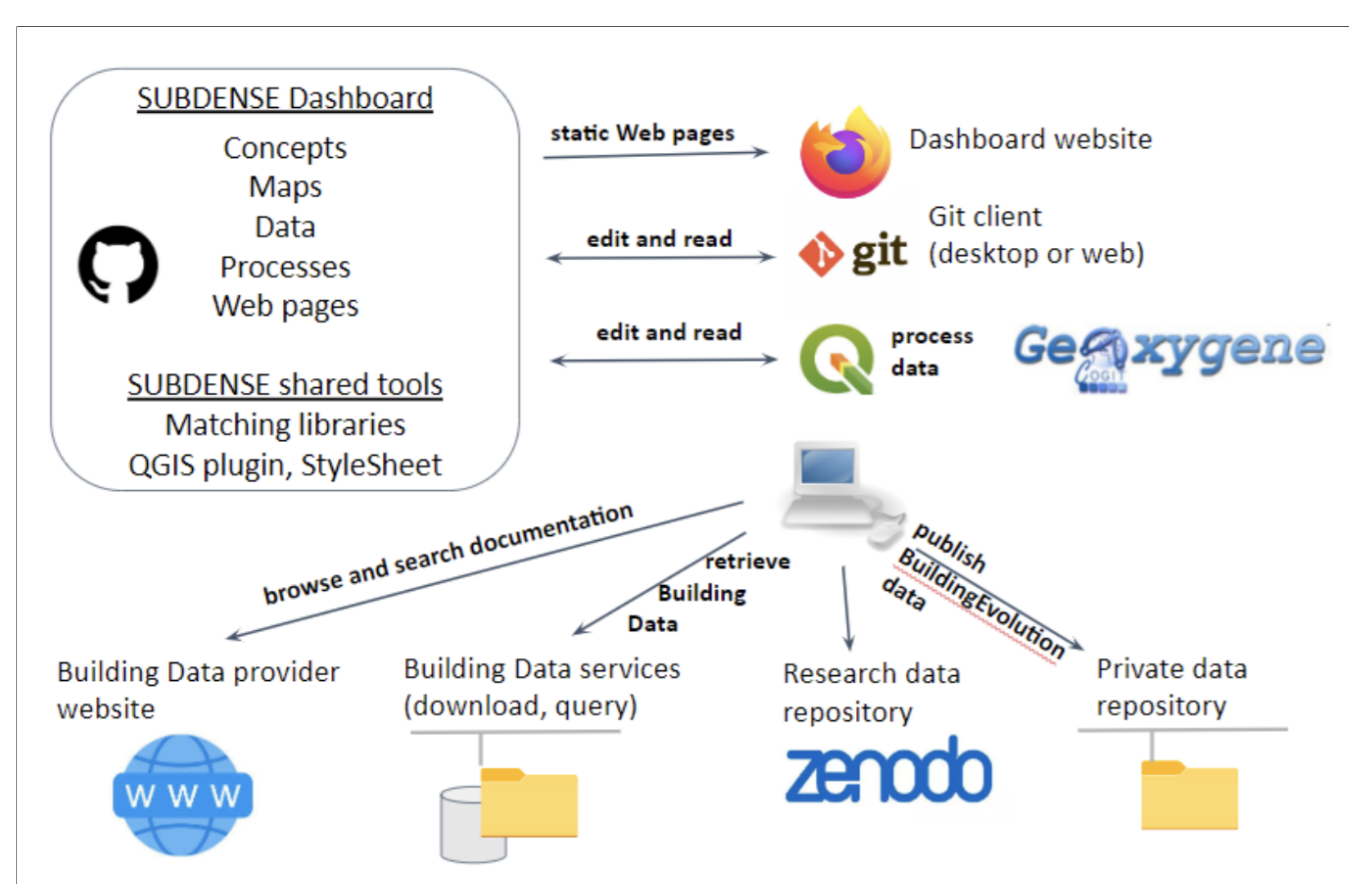 SUBDENSE Dashboard
Concepts
Maps
Data
Processes
Web pages
SUBDENSE shared tools
Matching libraries
QGIS plugin, StyleSheet
static Web pages
Dashboard website
edit and read
git
Git client
(desktop or web)
edit and read
process
data
GeOxygene
COGIT
browse and search documentation
retrieve
Building
Data
publish
BuildingEvolution
data
Building Data provider
website
WWW
Building Data services
(download, query)
Research data
repository
zenodo
Private data
repository